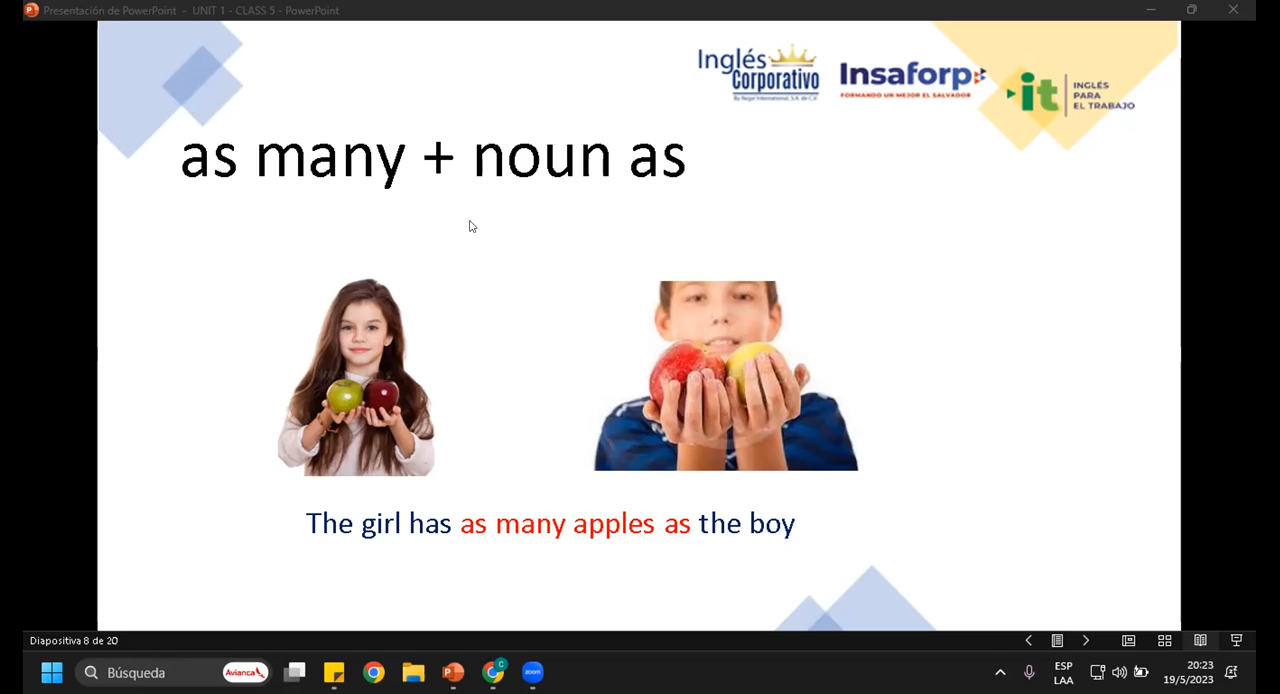 Presentación de PowerPoint - UNIT 1 - CLASS 5 - PowerPoint
Inglés
Corporativo
Insaforp
FORMANDO UN MEJOR EL SALVADOR
it
INGLÉS
PARA
EL TRABAJO
as many + noun as
The girl has as many apples as the boy
Diapositiva 8 de 20
Búsqueda
Avianca
zoom
ESP
LAA
20:23
19/5/2023